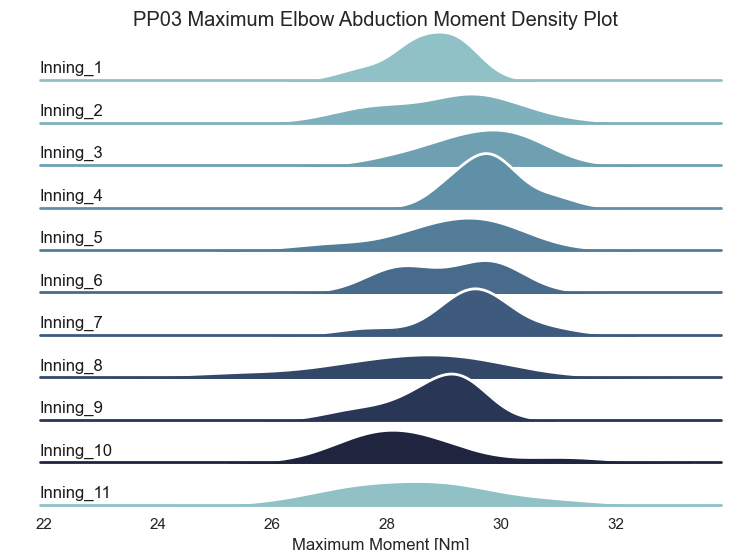 PP03 Maximum Elbow Abduction Moment Density Plot
Inning_1
Inning_2
Inning_3
Inning_4
Inning_5
Inning_6
Inning_7
Inning_8
Inning_9
Inning_10
Inning_11
22 24 26 28 30 32
Maximum Moment [Nm]